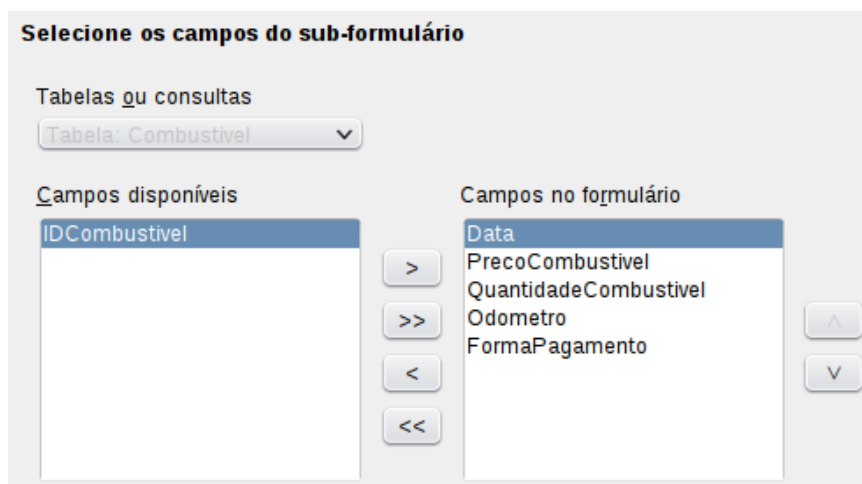 Selecione os campos do sub-formulário
Tabelas ou consultas
Tabela: Combustivel
Campos disponíveis
IDCombustivel
>
>>
<
<<
Campos no formulário
Data
PrecoCombustivel
QuantidadeCombustivel
Odometro
FormaPagamento